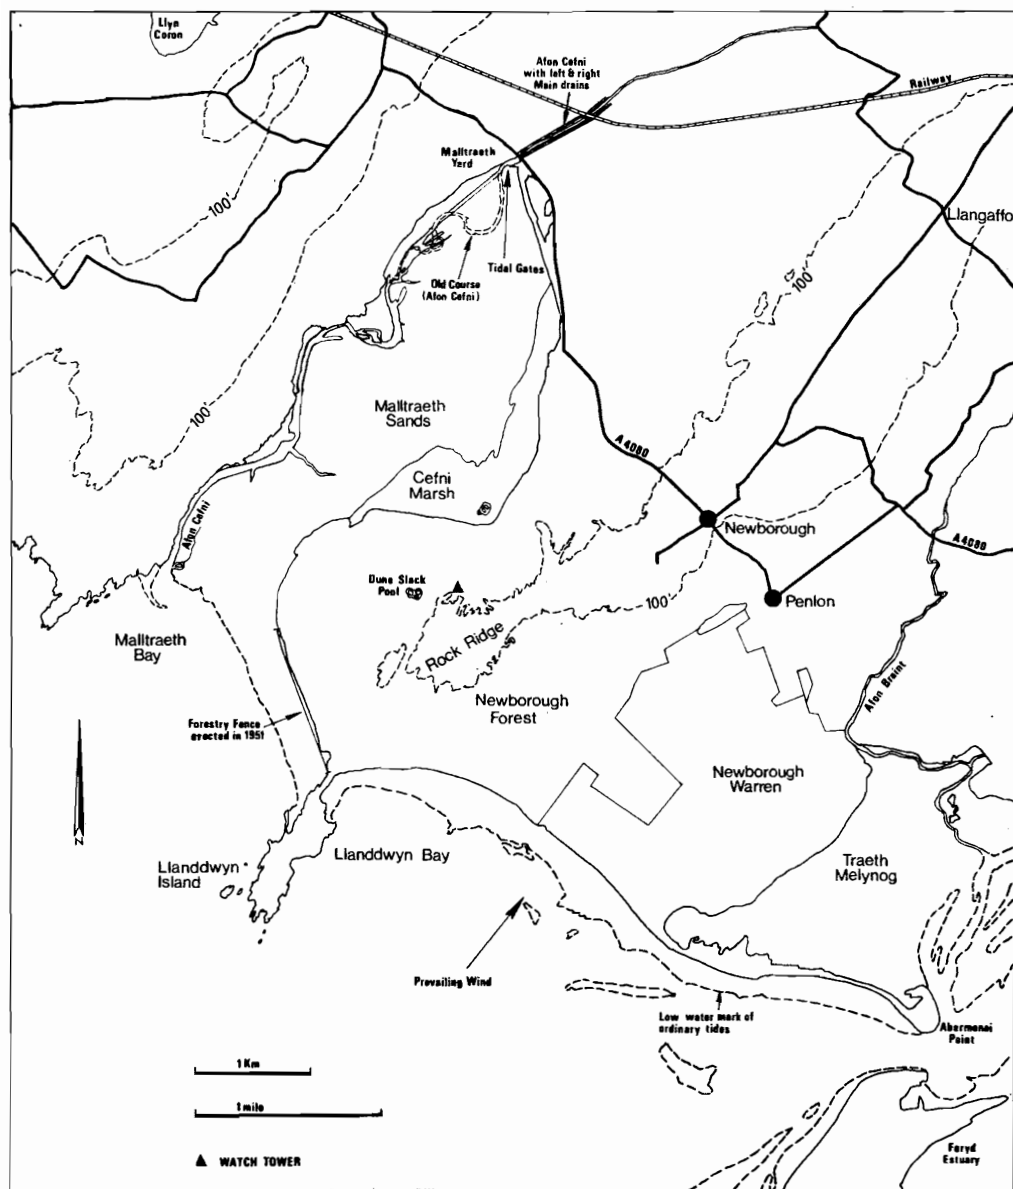 Llyn
Coron
Afon Cefni
with left & right
Main drains
Railway
Malltraeth
Yard
100'
Llangaffo
Tidal Gates
Old Course
(Afon Cefni)
100'
100'
Malltraeth
Sands
A 4080
Cefni
Marsh
Afon Cefni
Newborough
A 4080
Dune Slack
Pool
100'
Penlon
Rock Ridge
Malltraeth
Bay
Afon Braint
Newborough
Forest
Forestry Fence
erected in 1951
Newborough
Warren
N
Llanddwyn Bay
Llanddwyn
Island
Traeth
Melynog
Prevailing Wind
Low water mark of
ordinary tides
Abermenai
Point
1 Km
1 mile
Foryd
Estuary
WATCH TOWER